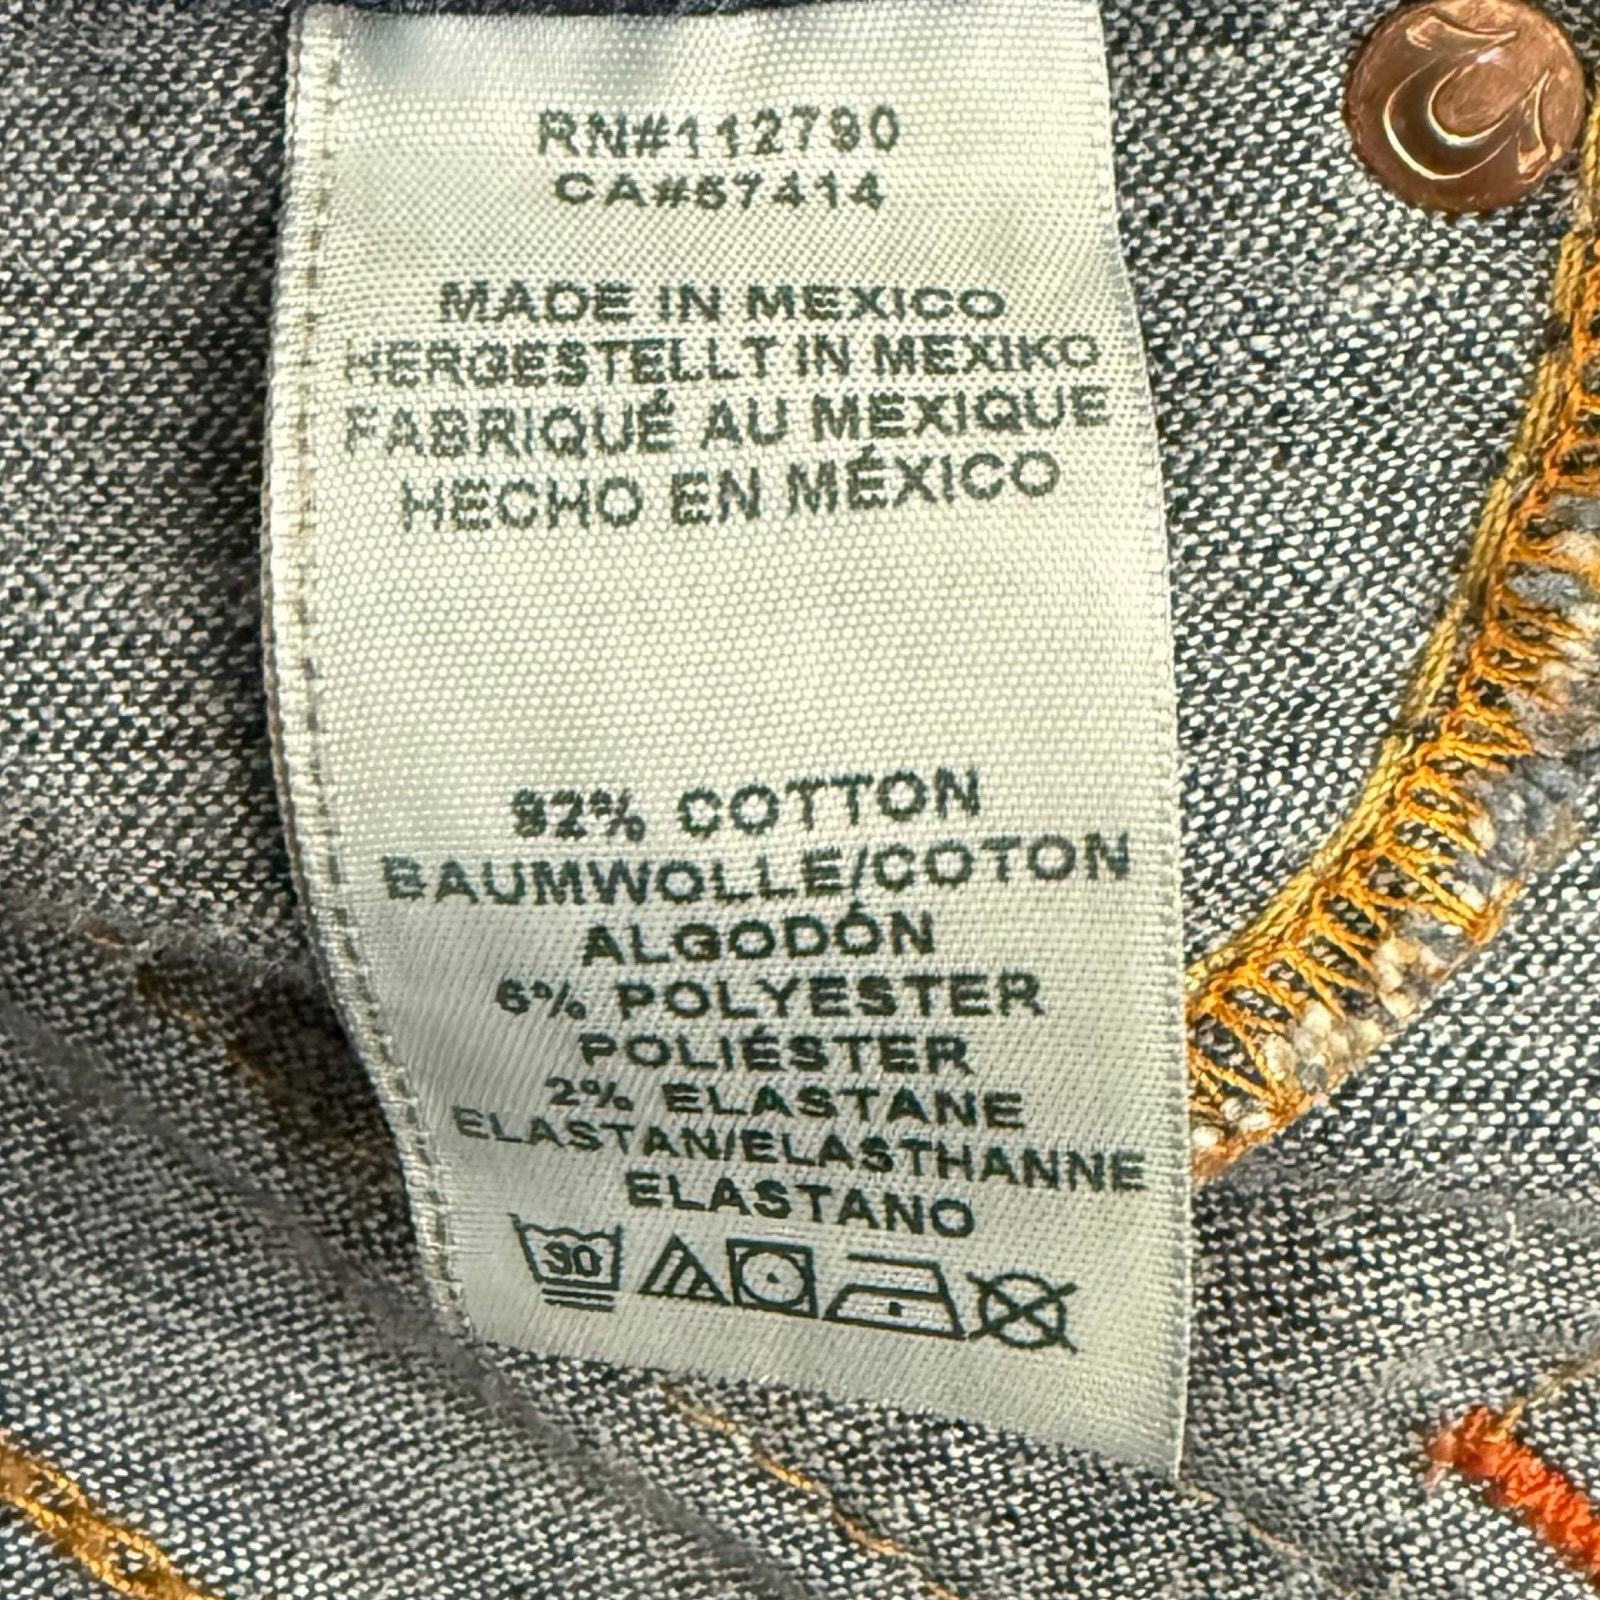 RN#112790
CA#57414
MADE IN MEXICO
HERGESTELLT IN MEXIKO
FABRIQUÉ AU MEXIQUE
HECHO EN MÉXICO
92% COTTON
BAUMWOLLE/COTON
ALGODÓN
6% POLYESTER
POLIÉSTER
2% ELASTANE
ELASTAN/ELASTHANNE
ELASTANO
30